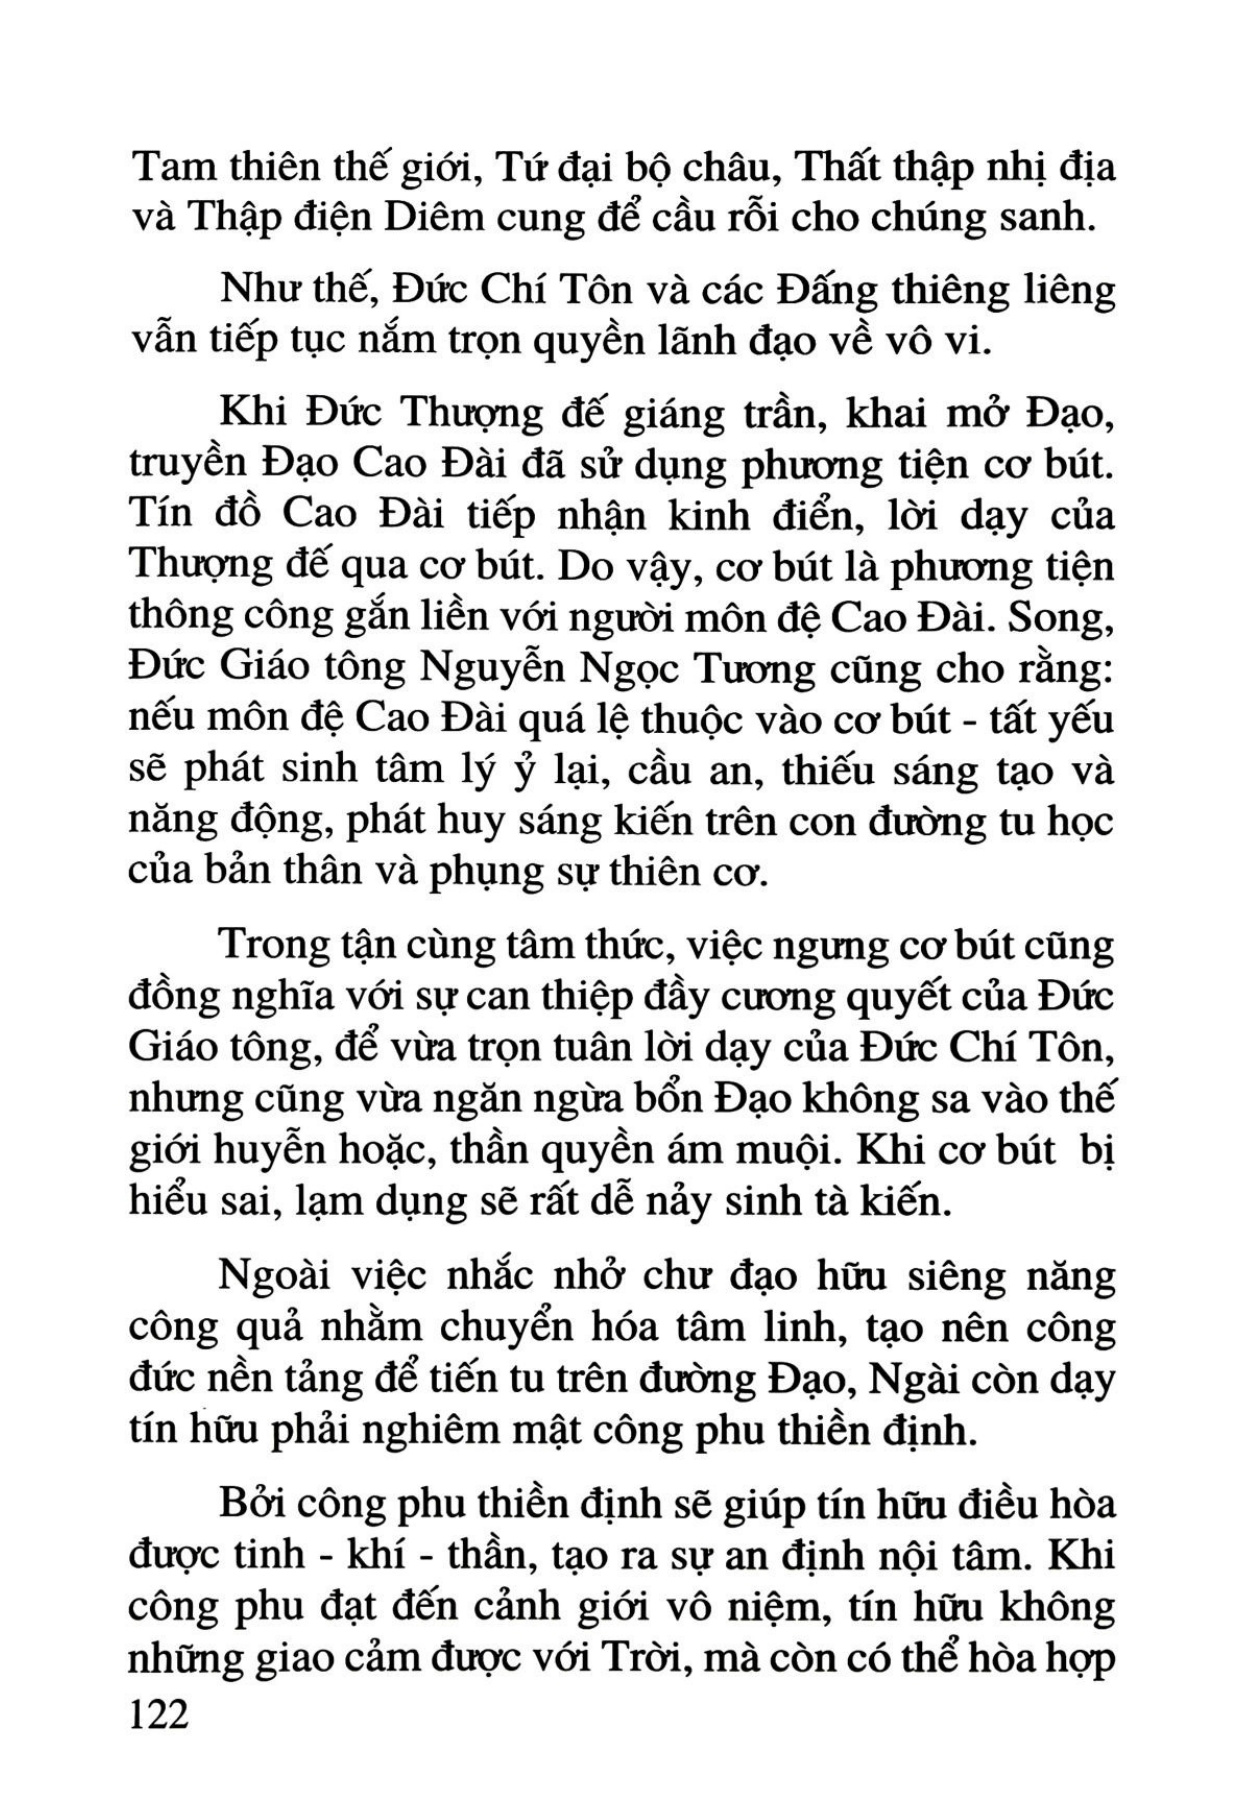 Tam thiên thế giới, Tứ đại bộ châu, Thất thập nhị địa
và Thập điện Diêm cung để cầu rỗi cho chúng sanh.
Như thế, Đức Chí Tôn và các Đấng thiêng liêng
vẫn tiếp tục nắm trọn quyền lãnh đạo về vô vi.
Khi Đức Thượng đế giáng trần, khai mở Đạo,
truyền Đạo Cao Đài đã sử dụng phương tiện cơ bút.
Tín đồ Cao Đài tiếp nhận kinh điển, lời dạy của
Thượng đế qua cơ bút. Do vậy, cơ bút là phương tiện
thông công gắn liền với người môn đệ Cao Đài. Song,
Đức Giáo tông Nguyễn Ngọc Tương cũng cho rằng:
nếu môn đệ Cao Đài quá lệ thuộc vào cơ bút - tất yếu
sẽ phát sinh tâm lý ỷ lại, cầu an, thiếu sáng tạo và
năng động, phát huy sáng kiến trên con đường tu học
của bản thân và phụng sự thiên cơ.
Trong tận cùng tâm thức, việc ngưng cơ bút cũng
đồng nghĩa với sự can thiệp đầy cương quyết của Đức
Giáo tông, để vừa trọn tuân lời dạy của Đức Chí Tôn,
nhưng cũng vừa ngăn ngừa bổn Đạo không sa vào thế
giới huyễn hoặc, thần quyền ám muội. Khi cơ bút  bị
hiểu sai, lạm dụng sẽ rất dễ nảy sinh tà kiến.
Ngoài việc nhắc nhở chư đạo hữu siêng năng
công quả nhằm chuyển hóa tâm linh, tạo nên công
đức nền tảng để tiến tu trên đường Đạo, Ngài còn dạy
tín hữu phải nghiêm mật công phu thiền định.
Bởi công phu thiền định sẽ giúp tín hữu điều hòa
được tinh - khí - thần, tạo ra sự an định nội tâm. Khi
công phu đạt đến cảnh giới vô niệm, tín hữu không
những giao cảm được với Trời, mà còn có thể hòa hợp
122